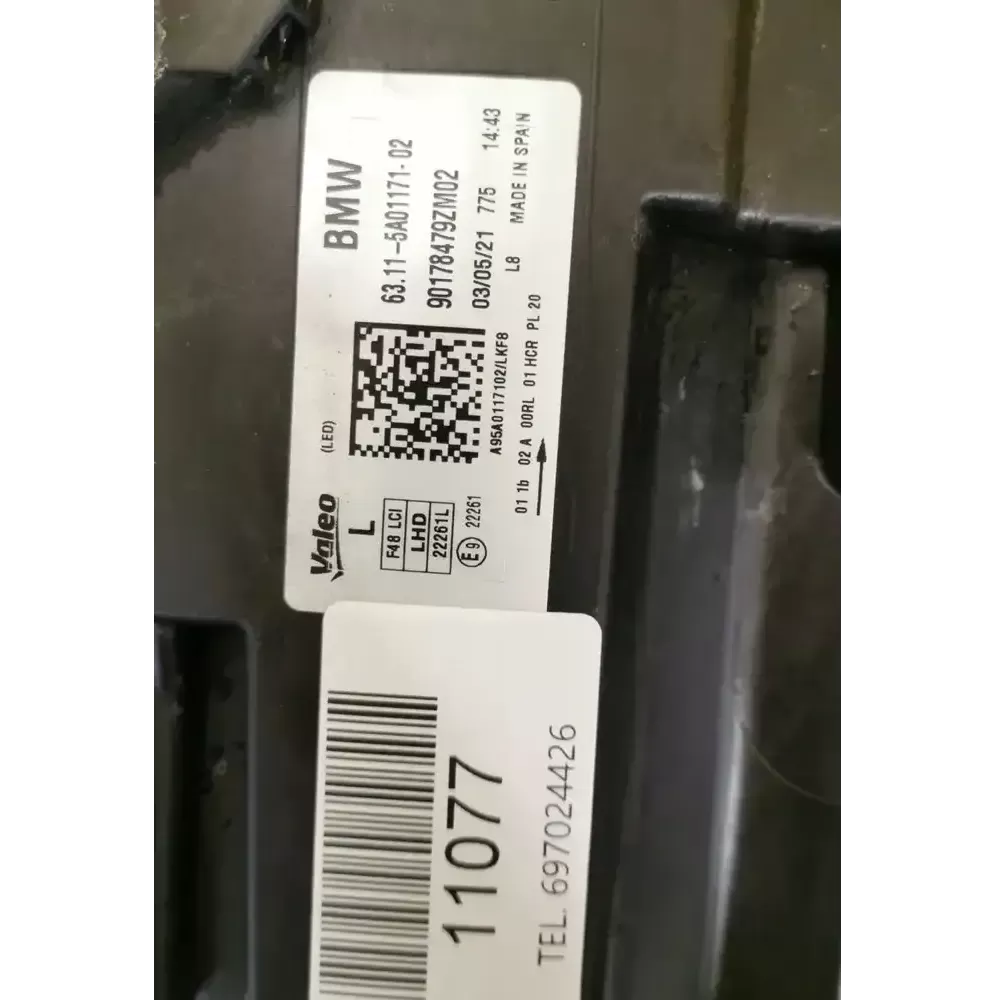 BMW
63.11-5A01171-02
90178479ZM02
03/05/21 775 14:43
L8 MADE IN SPAIN
(LED)
A95A0117102/LKF8
01 1b 02 A 00RL 01 HCR PL 20
Valeo
L
F48 LCI
LHD
22261L
E9 22261
11077
TEL. 697024426